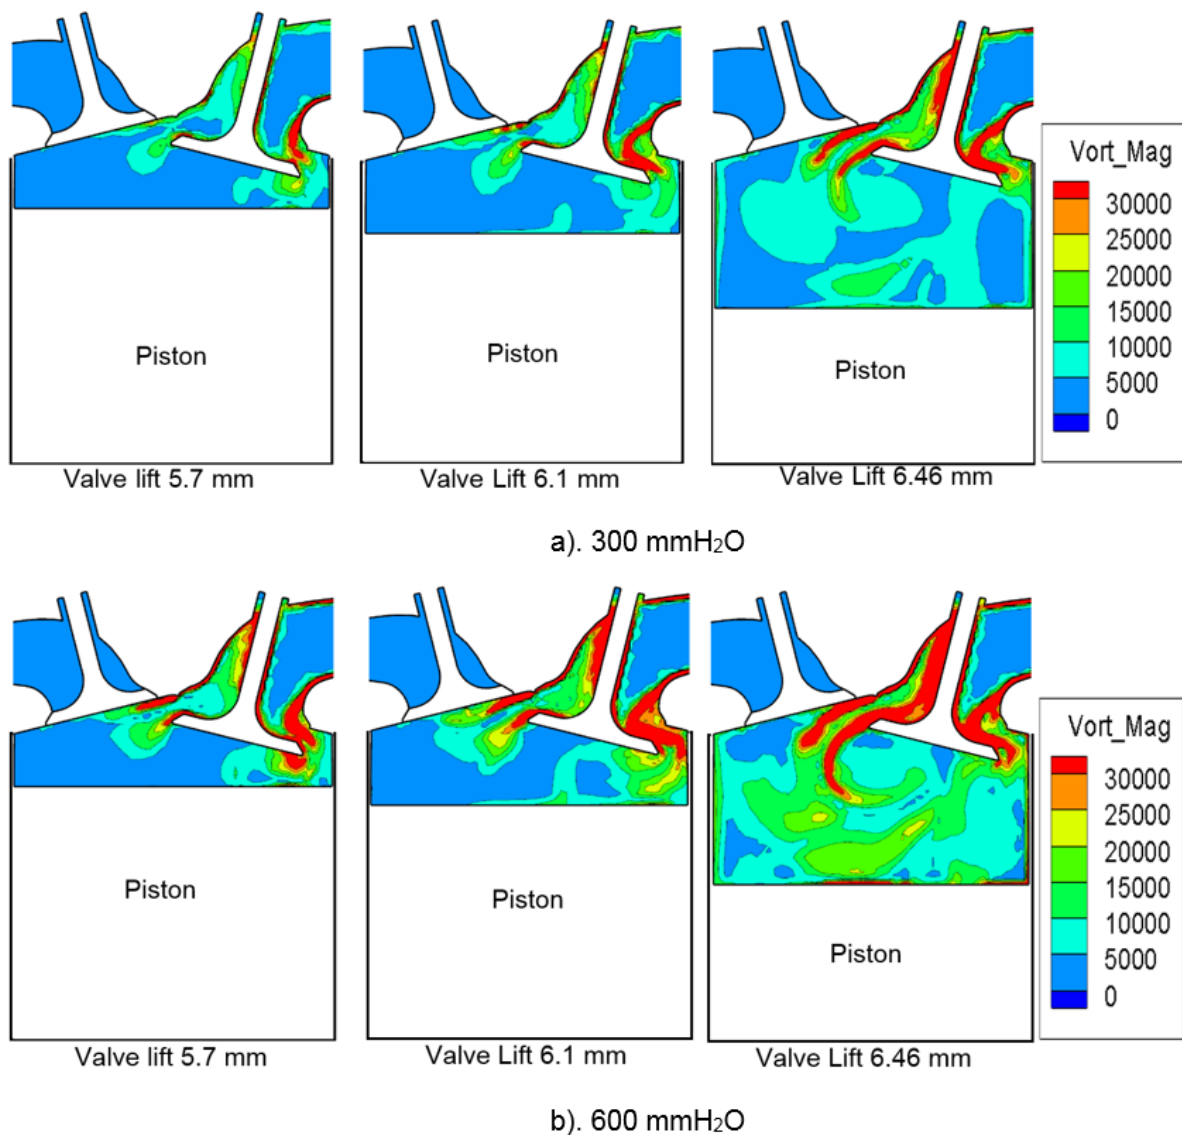 Vort_Mag
30000
25000
20000
15000
10000
5000
0
Piston
Piston
Piston
Valve lift 5.7 mm
Valve Lift 6.1 mm
Valve Lift 6.46 mm
a). 300 mmH₂O
Vort_Mag
30000
25000
20000
15000
10000
5000
0
Piston
Piston
Piston
Valve lift 5.7 mm
Valve Lift 6.1 mm
Valve Lift 6.46 mm
b). 600 mmH₂O